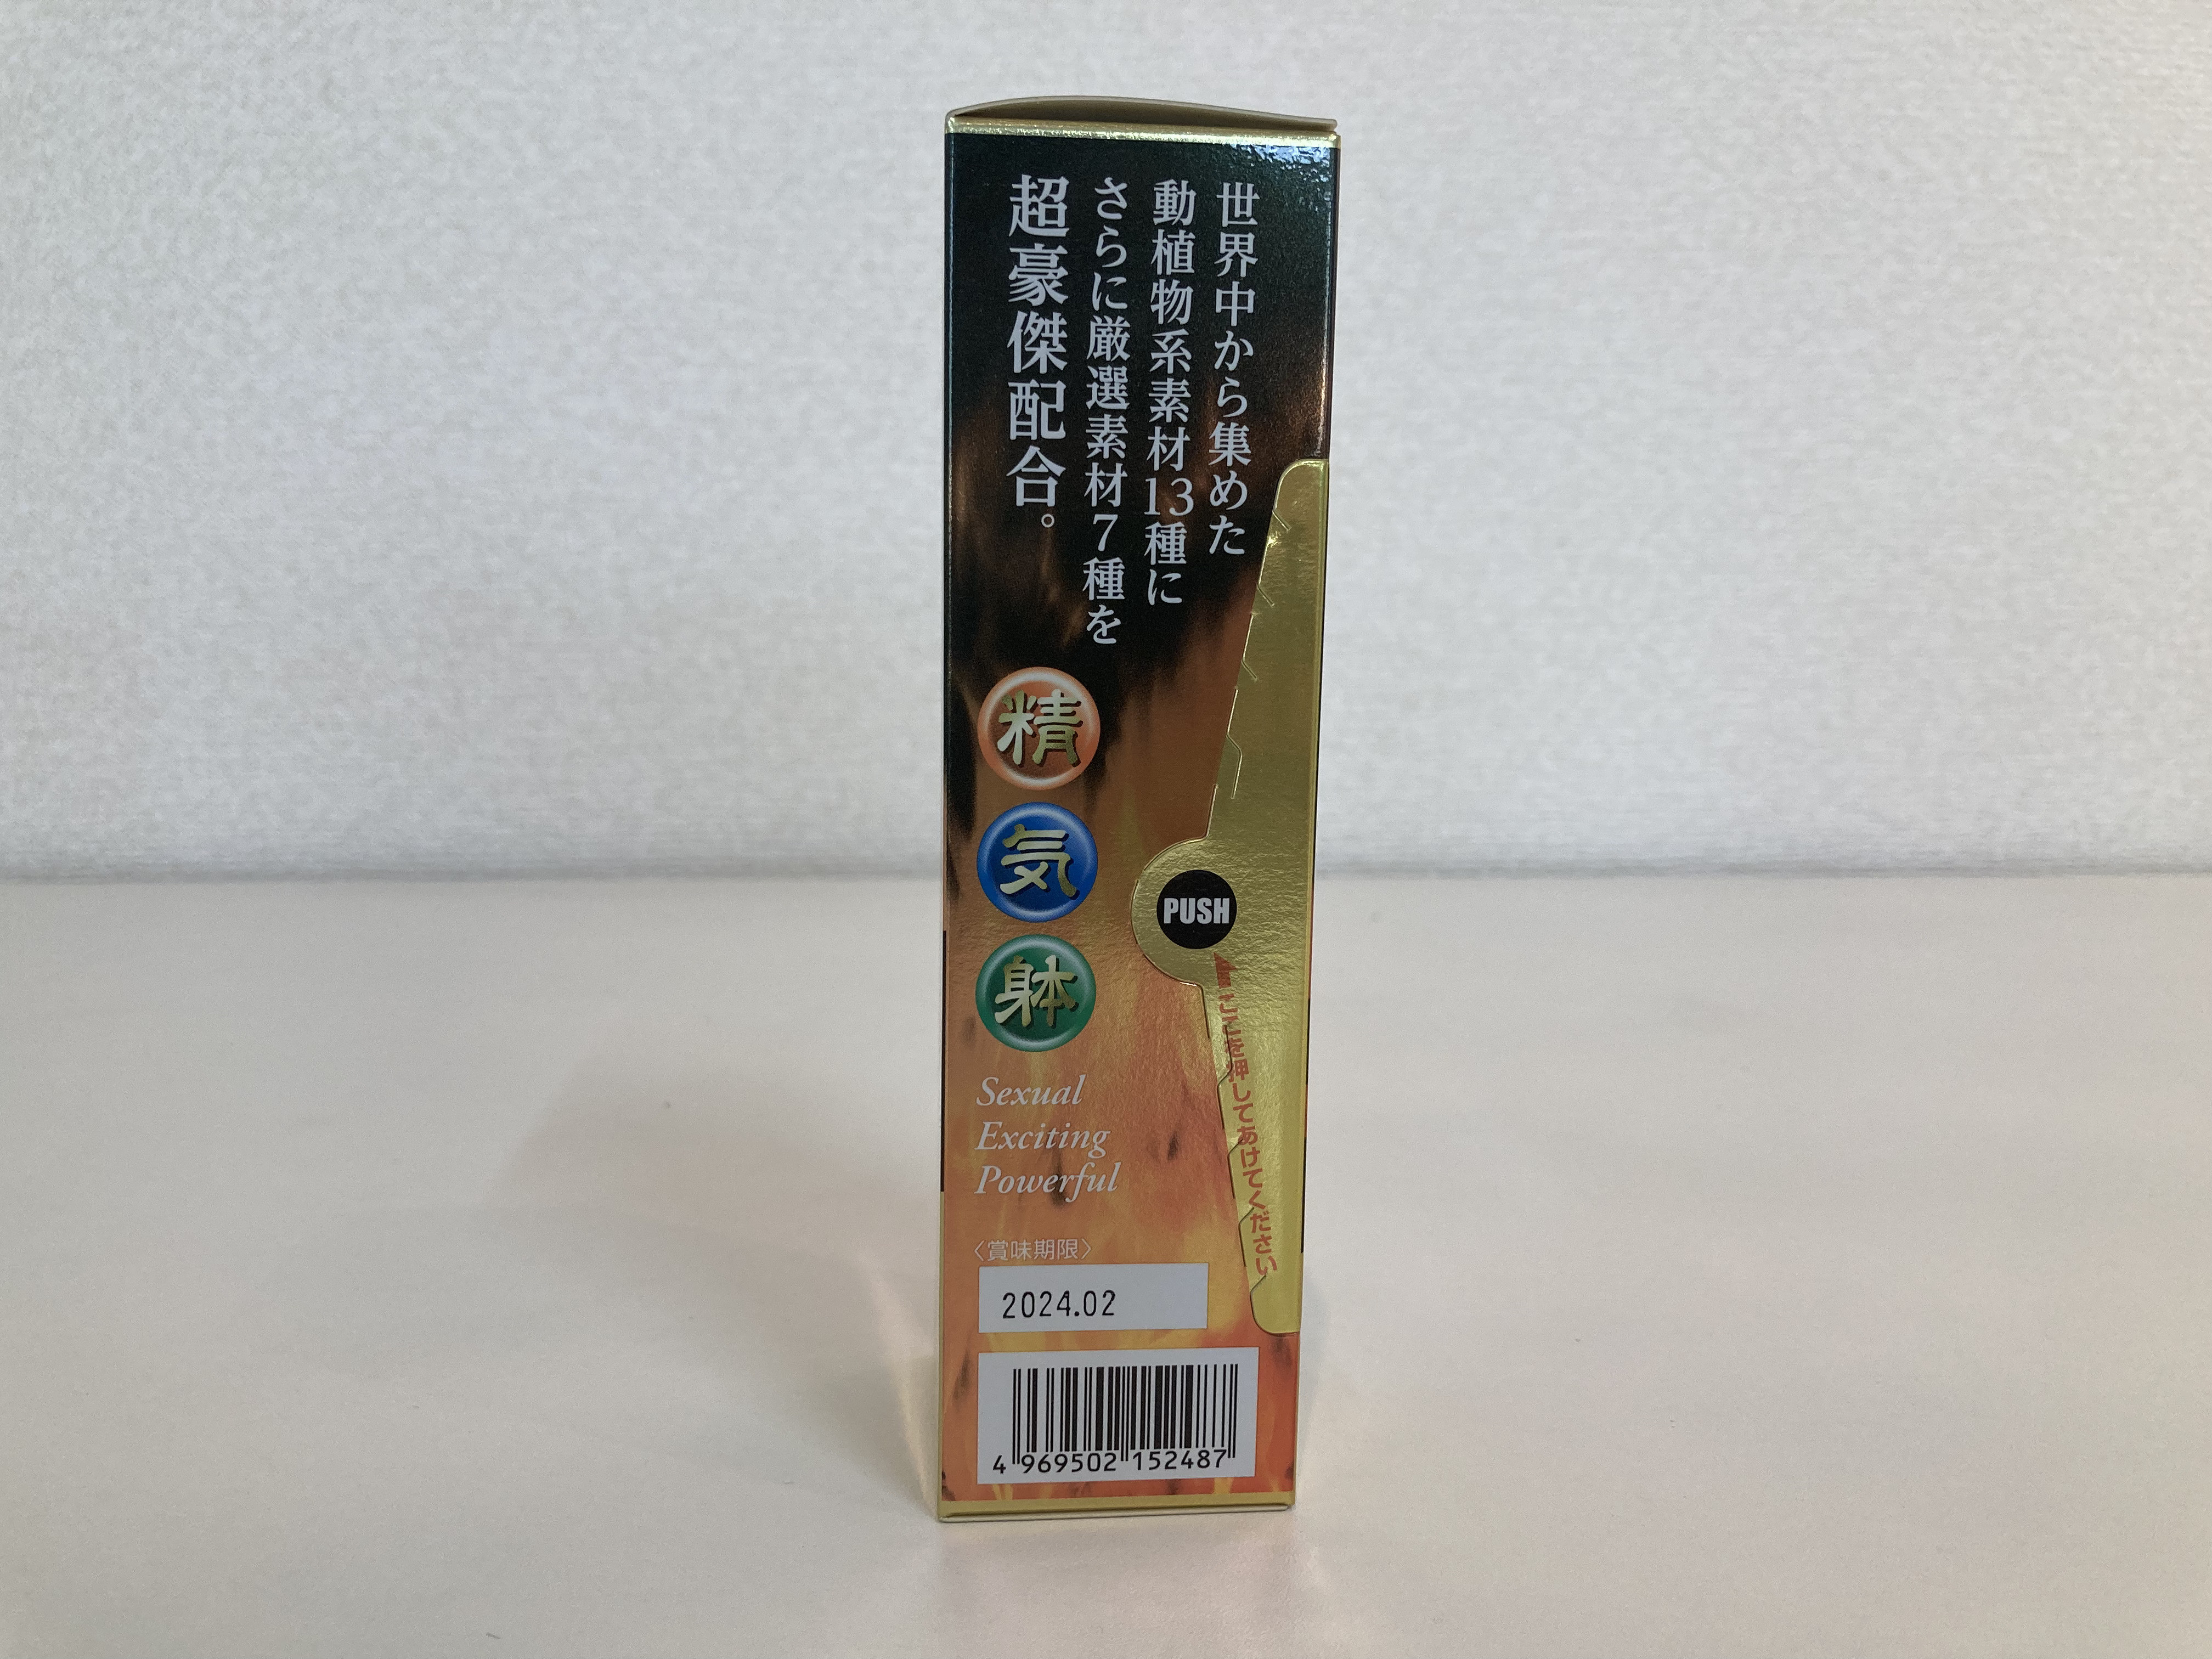 世界中から集めた
動植物系素材13種に
さらに厳選素材7種を
超豪傑配合。
精
気
躰
PUSH
ここを押してあけてください
Sexual
Exciting
Powerful
〈賞味期限〉
2024.02
4 969502 152487